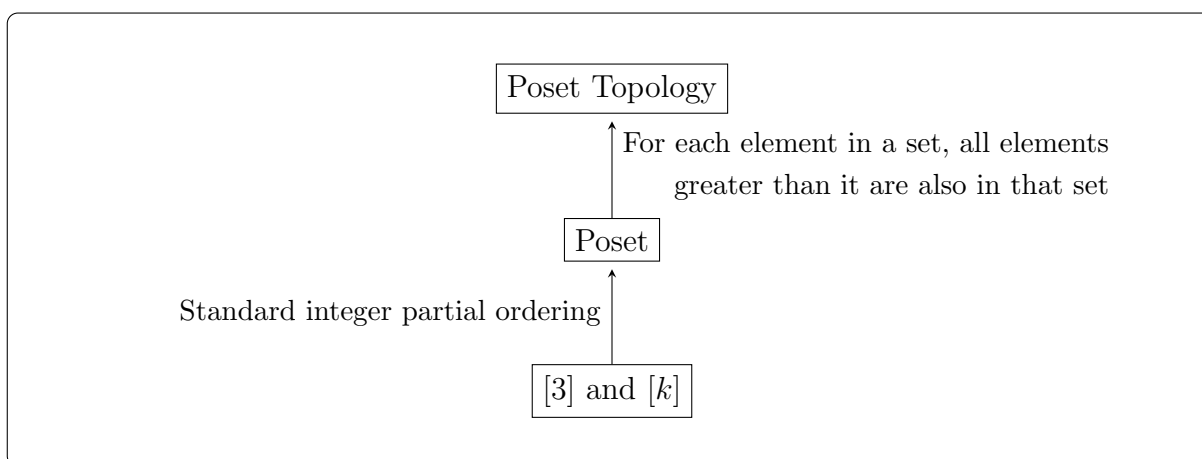 Poset Topology
For each element in a set, all elements
greater than it are also in that set
Poset
Standard integer partial ordering
[3] and [k]